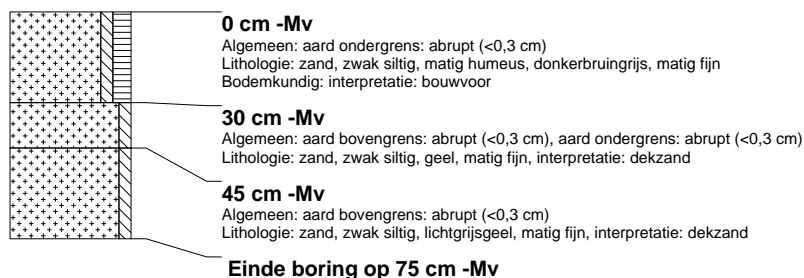 0 cm -Mv
Algemeen: aard ondergrens: abrupt (<0,3 cm)
Lithologie: zand, zwak siltig, matig humeus, donkerbruingrijs, matig fijn
Bodemkundig: interpretatie: bouwvoor
30 cm -Mv
Algemeen: aard bovengrens: abrupt (<0,3 cm), aard ondergrens: abrupt (<0,3 cm)
Lithologie: zand, zwak siltig, geel, matig fijn, interpretatie: dekzand
45 cm -Mv
Algemeen: aard bovengrens: abrupt (<0,3 cm)
Lithologie: zand, zwak siltig, lichtgrijsgeel, matig fijn, interpretatie: dekzand
Einde boring op 75 cm -Mv